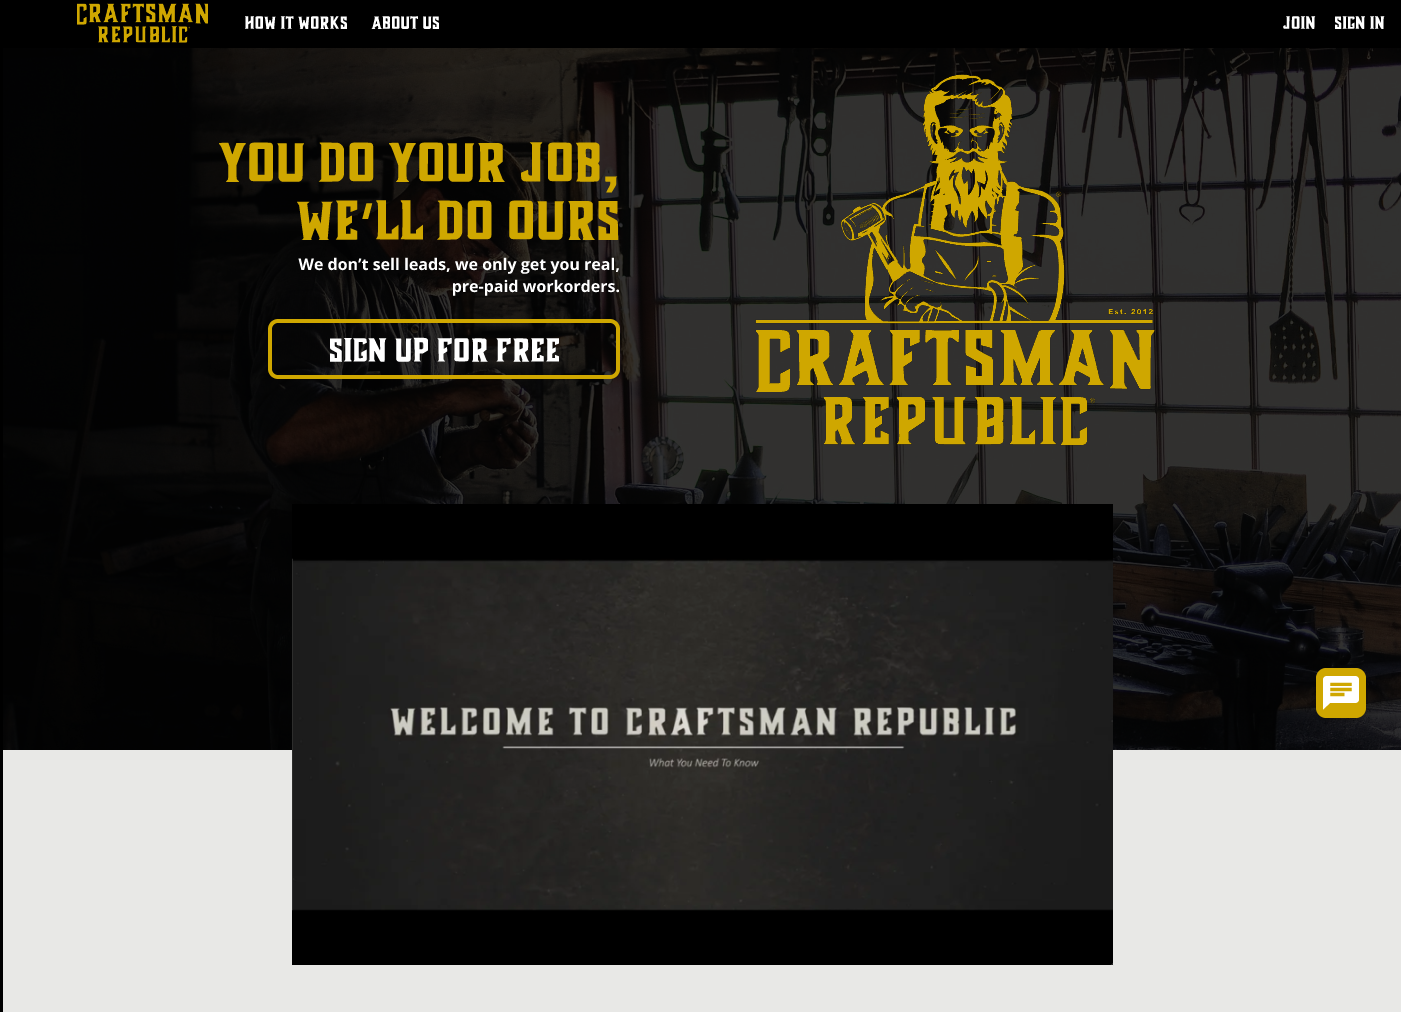 CRAFTSMAN
REPUBLIC
HOW IT WORKS
ABOUT US
JOIN
SIGN IN
YOU DO YOUR JOB,
WE'LL DO OURS
We don't sell leads, we only get you real,
pre-paid workorders.
SIGN UP FOR FREE
Est. 2012
CRAFTSMAN
REPUBLIC
WELCOME TO CRAFTSMAN REPUBLIC
What You Need To Know